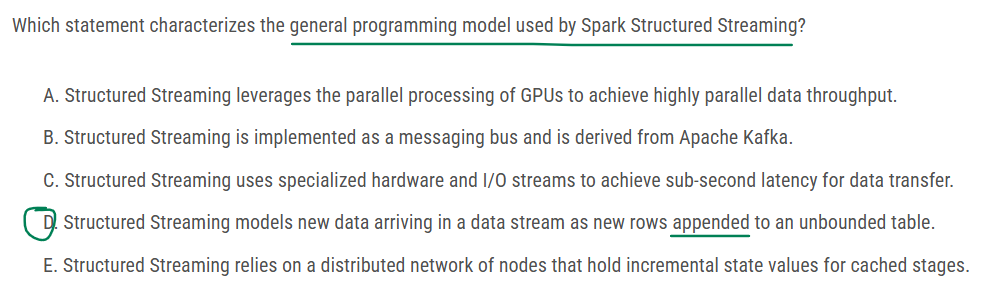 Which statement characterizes the general programming model used by Spark Structured Streaming?
A. Structured Streaming leverages the parallel processing of GPUs to achieve highly parallel data throughput.
B. Structured Streaming is implemented as a messaging bus and is derived from Apache Kafka.
C. Structured Streaming uses specialized hardware and I/O streams to achieve sub-second latency for data transfer.
D. Structured Streaming models new data arriving in a data stream as new rows appended to an unbounded table.
E. Structured Streaming relies on a distributed network of nodes that hold incremental state values for cached stages.